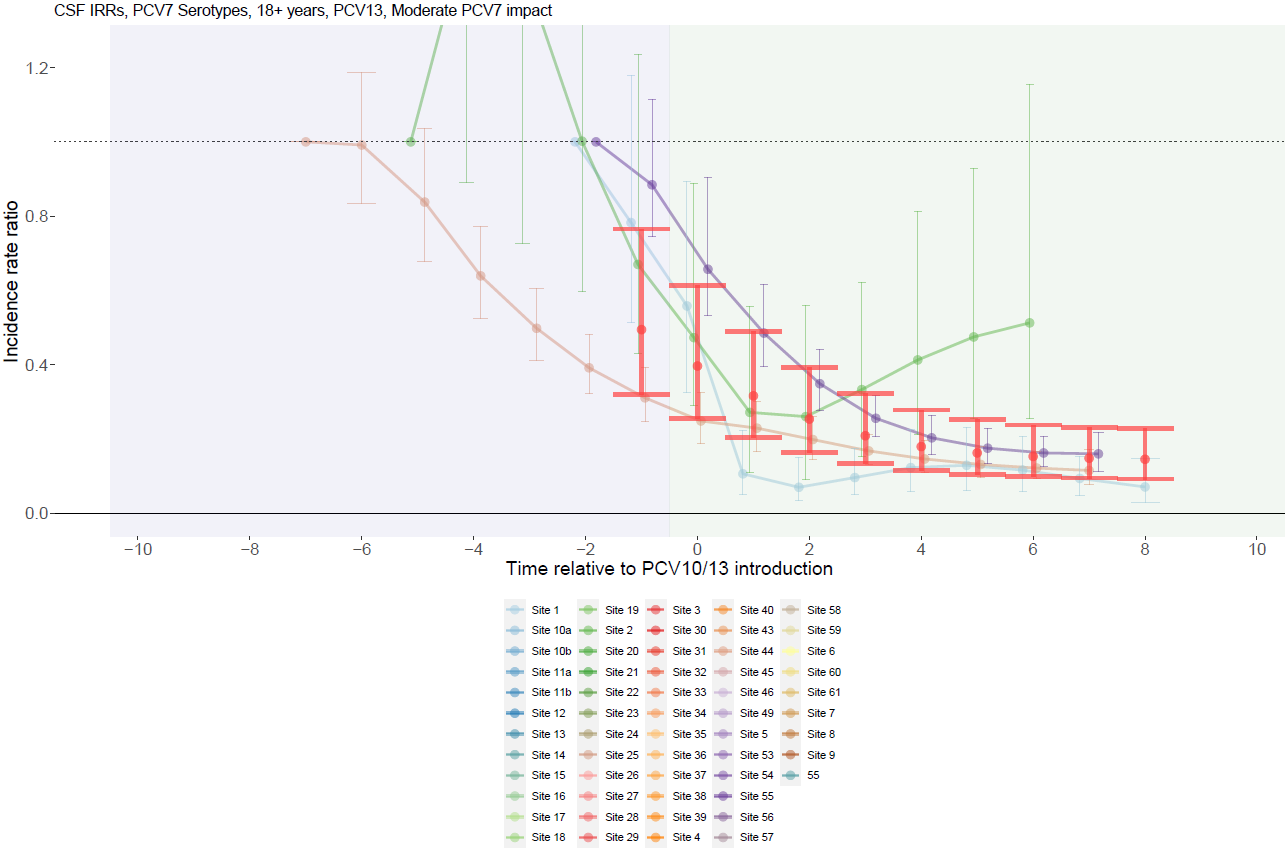 CSF IRRs, PCV7 Serotypes, 18+ years, PCV13, Moderate PCV7 impact
Incidence rate ratio
1.2
0.8
0.4
0.0
−10 −8 −6 −4 −2 0 2 4 6 8 10
Time relative to PCV10/13 introduction
Site 1 Site 19 Site 3 Site 40 Site 58
Site 10a Site 2 Site 30 Site 43 Site 59
Site 10b Site 20 Site 31 Site 44 Site 6
Site 11a Site 21 Site 32 Site 45 Site 60
Site 11b Site 22 Site 33 Site 46 Site 61
Site 12 Site 23 Site 34 Site 49 Site 7
Site 13 Site 24 Site 35 Site 5 Site 8
Site 14 Site 25 Site 36 Site 53 Site 9
Site 15 Site 26 Site 37 Site 54 55
Site 16 Site 27 Site 38 Site 55
Site 17 Site 28 Site 39 Site 56
Site 18 Site 29 Site 4 Site 57